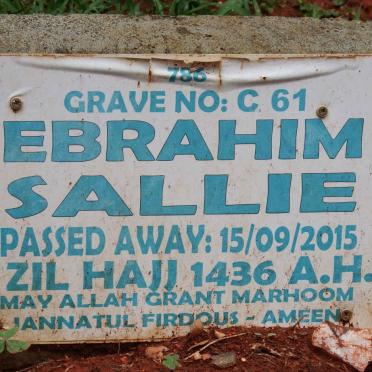 786
GRAVE NO: C 61
EBRAHIM
SALLIE
PASSED AWAY: 15/09/2015
ZIL HAJJ 1436 A.H.
MAY ALLAH GRANT MARHOOM
JANNATUL FIRDOUS - AMEEN